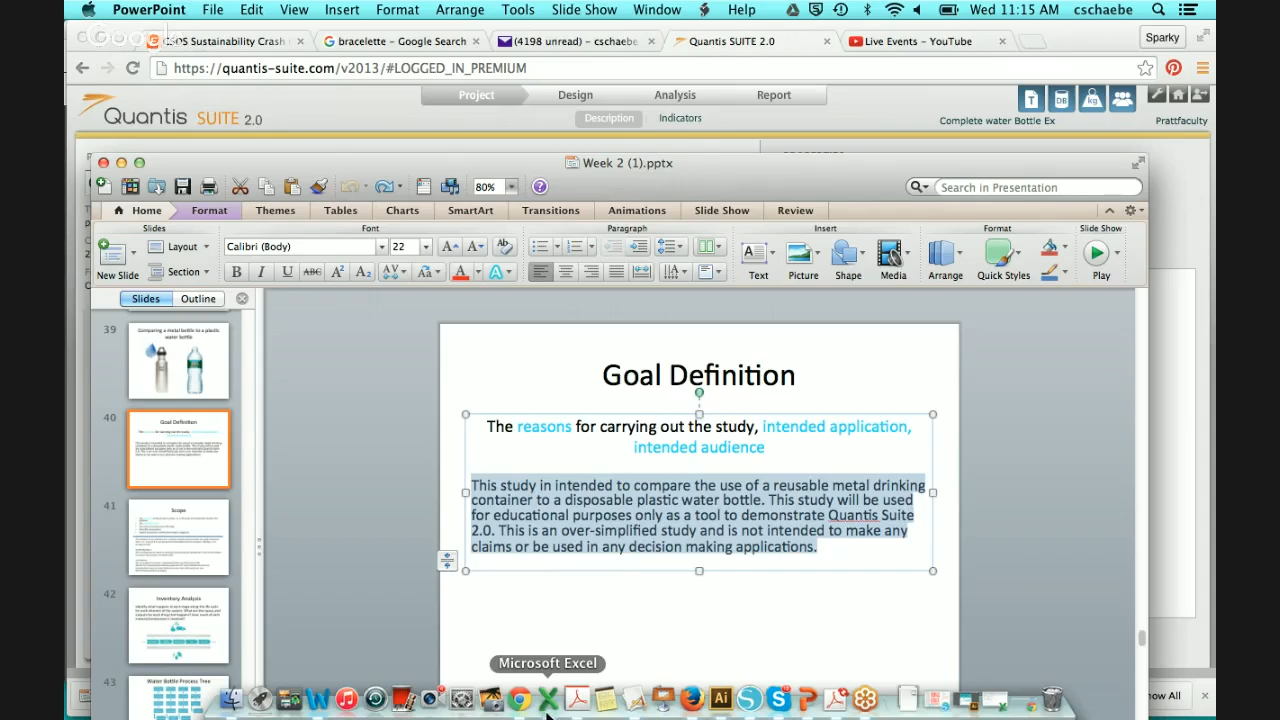 PowerPoint File Edit View Insert Format Arrange Tools Slide Show Window Help Wed 11:15 AM cschaebe
Sustainability Crash bracelette – Google Search (4198 unread) – cschaebe Quantis SUITE 2.0 Live Events – YouTube Sparky
https://quantis-suite.com/v2013/#LOGGED_IN_PREMIUM
Project Design Analysis Report
Quantis SUITE 2.0 Description Indicators
T DB kg
Complete water Bottle Ex Prattfaculty
Week 2 (1).pptx
80% Search in Presentation
Home Format Themes Tables Charts SmartArt Transitions Animations Slide Show Review
Slides Font Paragraph Insert Format Slide Show
Layout Calibri (Body) 22
New Slide Section Text Picture Shape Media Arrange Quick Styles Play
Slides Outline
39
Comparing a metal bottle to a plastic
water bottle
40
Goal Definition
41
Scope
42
Inventory Analysis
43
Water Bottle Process Tree
Goal Definition
The reasons for carrying out the study, intended application,
intended audience
This study in intended to compare the use of a reusable metal drinking
container to a disposable plastic water bottle. This study will be used
for educational purposes only as a tool to demonstrate Quantis Suite
2.0. This is an over-simplified study and is not intended to make any
claims or be used in any decision making applications.
Microsoft Excel
ow All